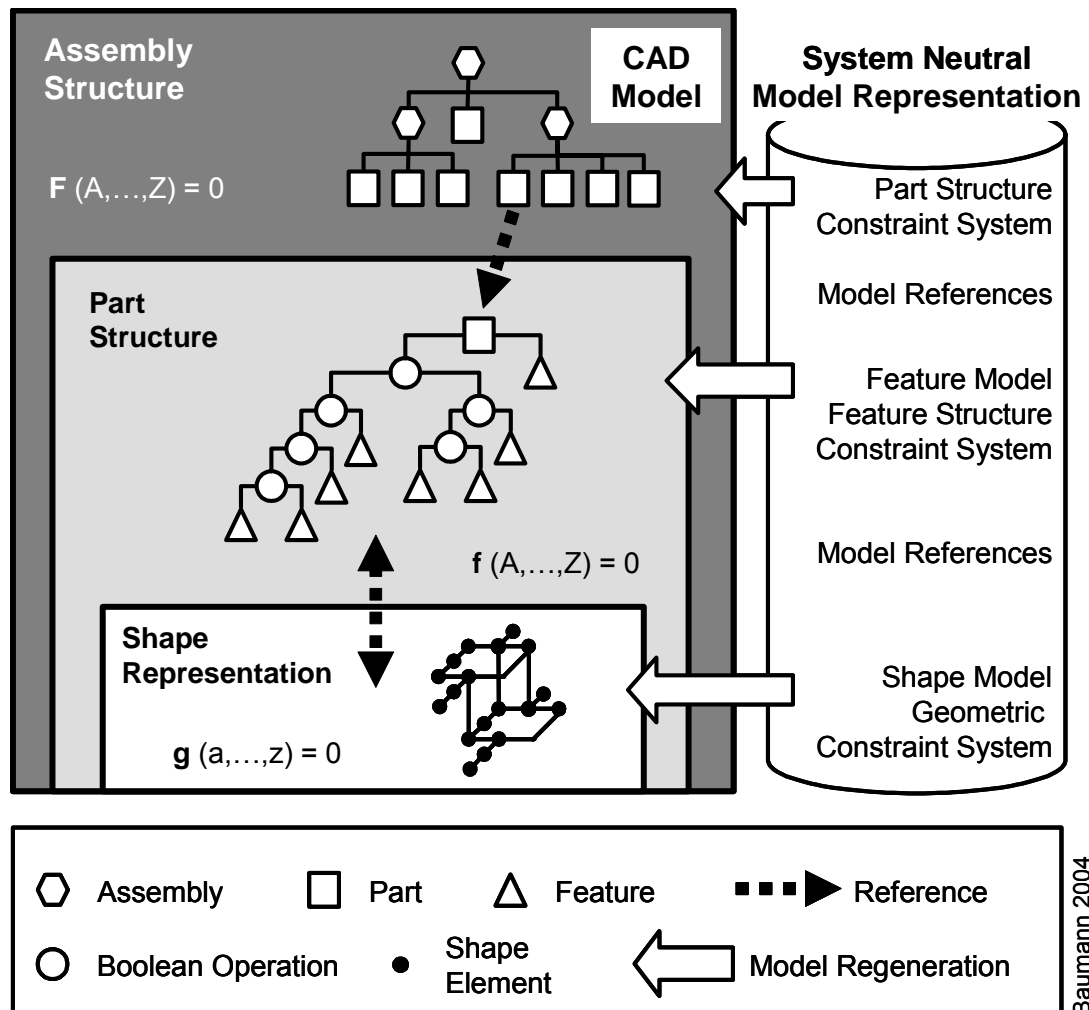 Assembly
Structure
CAD
Model
F (A,…,Z) = 0
Part
Structure
f (A,…,Z) = 0
Shape
Representation
g (a,…,z) = 0
System Neutral
Model Representation
Part Structure
Constraint System
Model References
Feature Model
Feature Structure
Constraint System
Model References
Shape Model
Geometric
Constraint System
Assembly
Part
Feature
Reference
Boolean Operation
Shape
Element
Model Regeneration
Baumann 2004